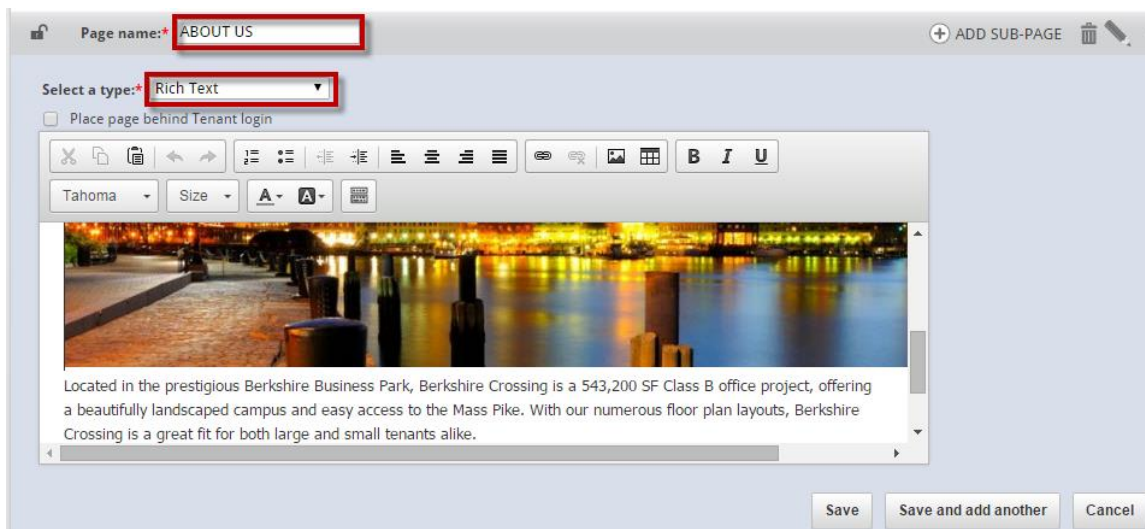 Page name:* ABOUT US
ADD SUB-PAGE
Select a type:* Rich Text
Place page behind Tenant login
B I U
Tahoma Size A A
Located in the prestigious Berkshire Business Park, Berkshire Crossing is a 543,200 SF Class B office project, offering
a beautifully landscaped campus and easy access to the Mass Pike. With our numerous floor plan layouts, Berkshire
Crossing is a great fit for both large and small tenants alike.
Save Save and add another Cancel